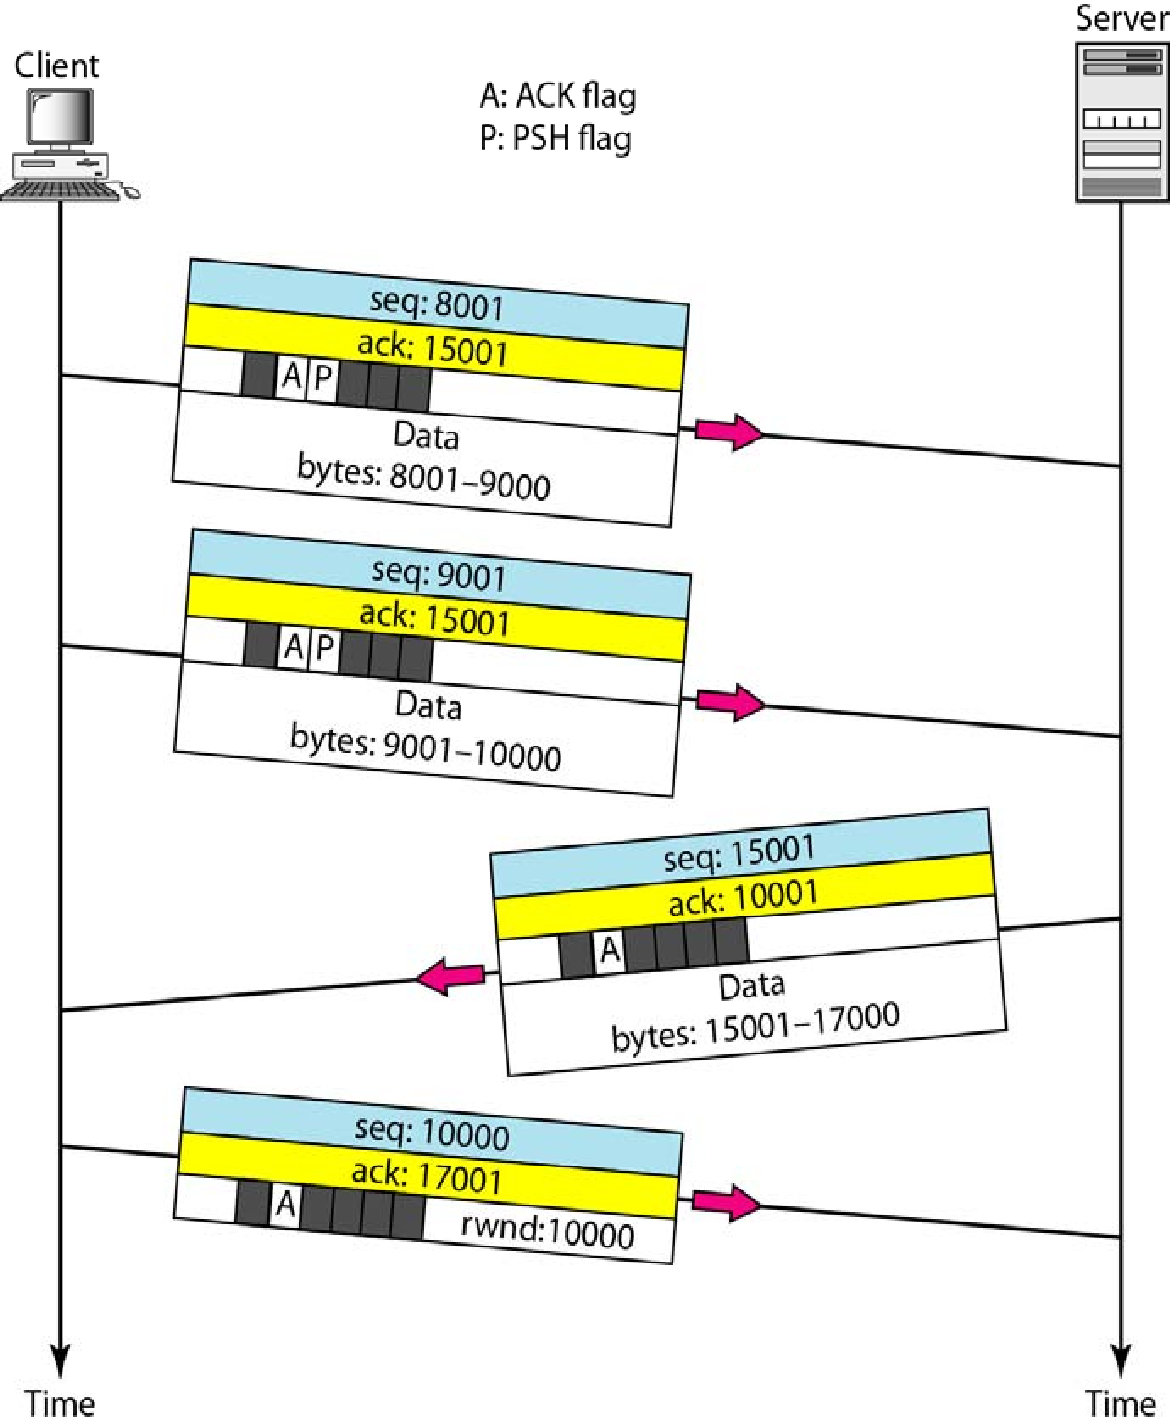 Server
Client
A: ACK flag
P: PSH flag
seq: 8001
ack: 15001
A P
Data
bytes: 8001–9000
seq: 9001
ack: 15001
A P
Data
bytes: 9001–10000
seq: 15001
ack: 10001
A
Data
bytes: 15001–17000
seq: 10000
ack: 17001
A
rwnd:10000
Time
Time